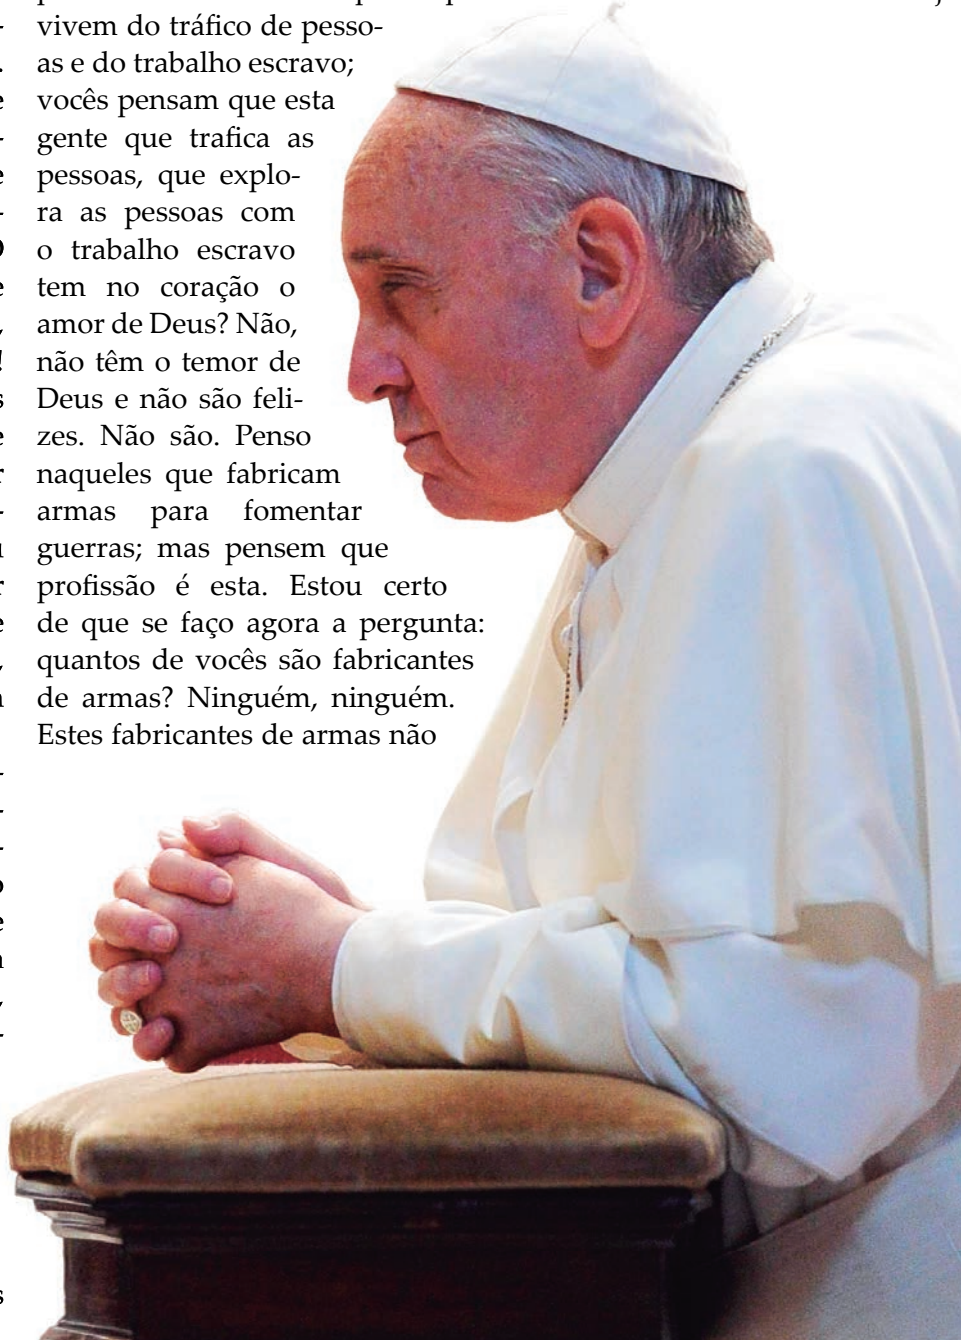 vivem do tráfico de pesso-
as e do trabalho escravo;
vocês pensam que esta
gente que trafica as
pessoas, que explo-
ra as pessoas com
o trabalho escravo
tem no coração o
amor de Deus? Não,
não têm o temor de
Deus e não são feli-
zes. Não são. Penso
naqueles que fabricam
armas para fomentar
guerras; mas pensem que
profissão é esta. Estou certo
de que se faço agora a pergunta:
quantos de vocês são fabricantes
de armas? Ninguém, ninguém.
Estes fabricantes de armas não